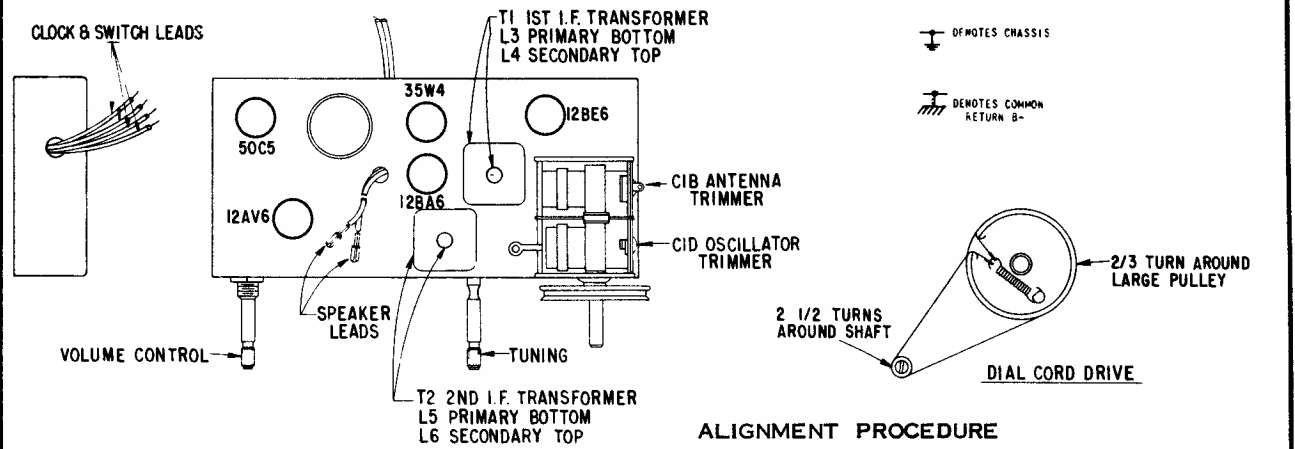 CLOCK & SWITCH LEADS
T1 1ST I.F. TRANSFORMER
L3 PRIMARY BOTTOM
L4 SECONDARY TOP
DENOTES CHASSIS
DENOTES COMMON
RETURN B-
35W4
12BE6
50C5
12BA6
12AV6
C1B ANTENNA
TRIMMER
C1D OSCILLATOR
TRIMMER
SPEAKER
LEADS
VOLUME CONTROL
TUNING
T2 2ND I.F. TRANSFORMER
L5 PRIMARY BOTTOM
L6 SECONDARY TOP
2/3 TURN AROUND
LARGE PULLEY
2 1/2 TURNS
AROUND SHAFT
DIAL CORD DRIVE
ALIGNMENT PROCEDURE